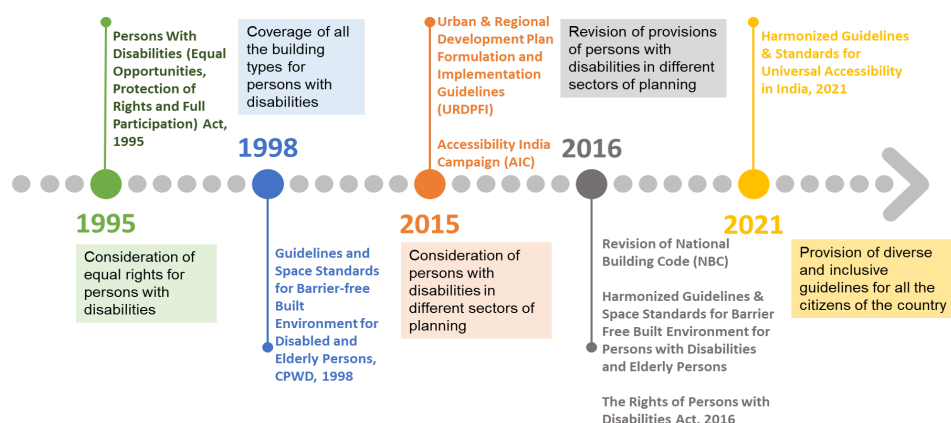 Persons With
Disabilities (Equal
Opportunities,
Protection of
Rights and Full
Participation) Act,
1995
1995
Consideration of
equal rights for
persons with
disabilities
Coverage of all
the building
types for
persons with
disabilities
1998
Guidelines and
Space Standards
for Barrier-free
Built
Environment for
Disabled and
Elderly Persons,
CPWD, 1998
Urban & Regional
Development Plan
Formulation and
Implementation
Guidelines
(URDPFI)
Accessibility India
Campaign (AIC)
2015
Consideration of
persons with
disabilities in
different sectors of
planning
Revision of provisions
of persons with
disabilities in different
sectors of planning
2016
Revision of National
Building Code (NBC)
Harmonized Guidelines &
Space Standards for Barrier
Free Built Environment for
Persons with Disabilities
and Elderly Persons
The Rights of Persons with
Disabilities Act, 2016
Harmonized Guidelines
& Standards for
Universal Accessibility
in India, 2021
2021
Provision of diverse
and inclusive
guidelines for all the
citizens of the country